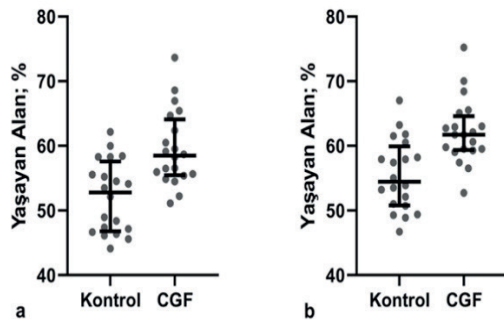 80
70
60
50
40
Yaşayan Alan; %
Kontrol
CGF
a
80
70
60
50
40
Yaşayan Alan; %
Kontrol
CGF
b